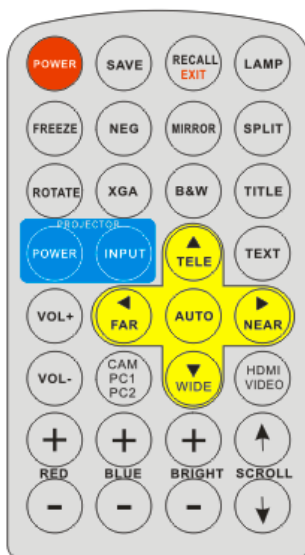 POWER SAVE RECALL EXIT LAMP
FREEZE NEG MIRROR SPLIT
ROTATE XGA B&W TITLE
PROJECTOR
POWER INPUT ▲ TELE TEXT
VOL+ ◀ FAR AUTO ▶ NEAR
VOL- CAM PC1 PC2 ▼ WIDE HDMI VIDEO
+ + + ↑
RED BLUE BRIGHT SCROLL
- - - ↓